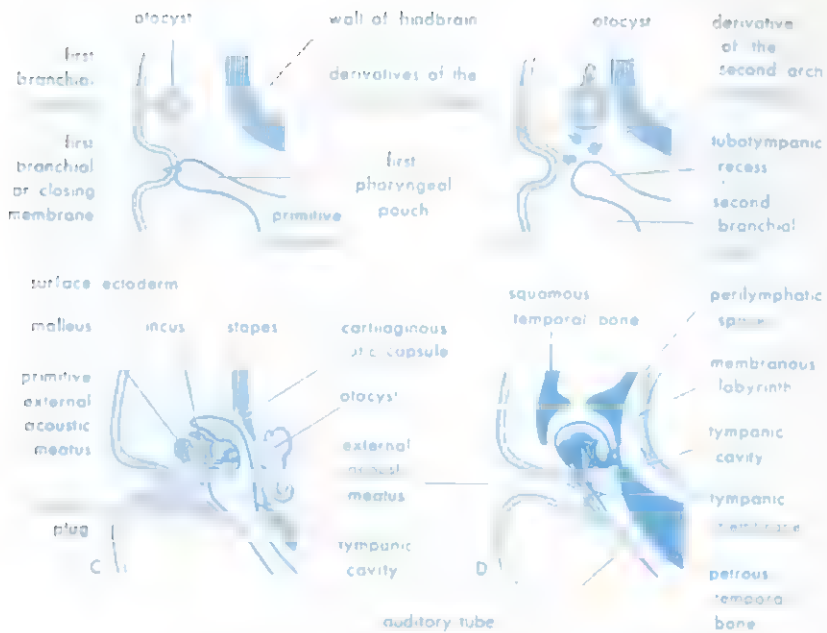 otocyst
wall of hindbrain
first
branchial
derivatives of the
first
branchial
or closing
membrane
first
pharyngeal
pouch
primitive
otocyst
derivative
of the
second arch
tubotympanic
recess
second
branchial
surface ectoderm
malleus incus stapes
cartilaginous
otic capsule
primitive
external
acoustic
meatus
otocyst
external
meatus
plug
C
tympanic
cavity
squamous
temporal bone
perilymphatic
membranous
labyrinth
tympanic
cavity
tympanic
D
petrous
temporal
bone
auditory tube